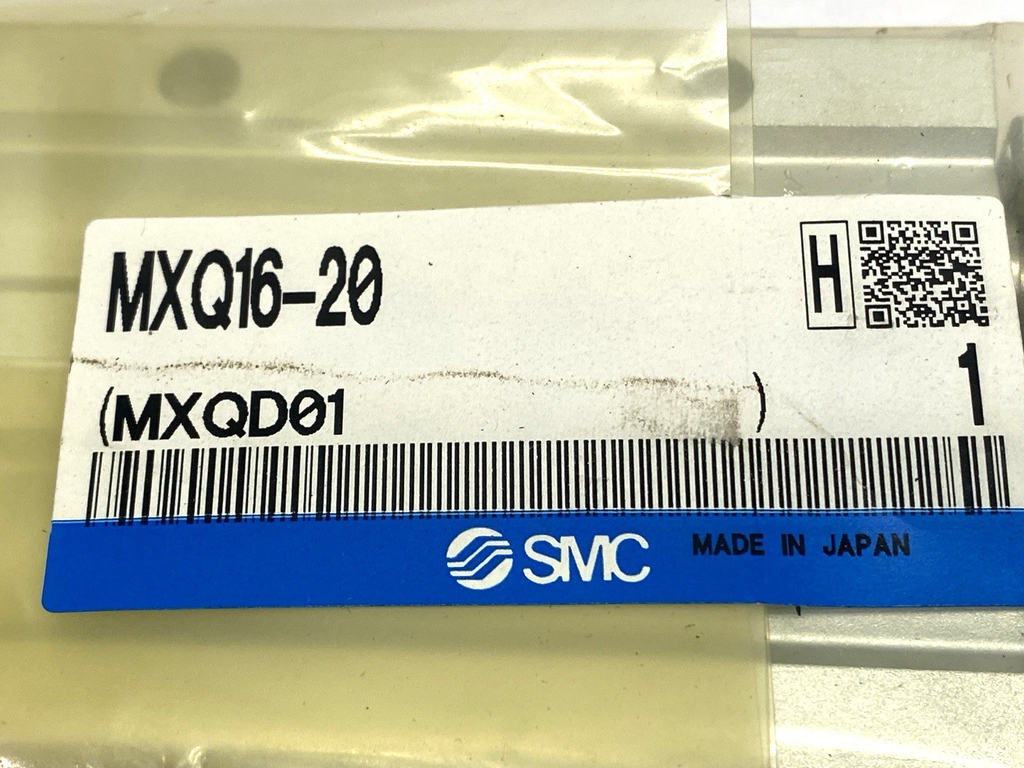 MXQ16-20
H
1
(MXQD01 )
SMC
MADE IN JAPAN